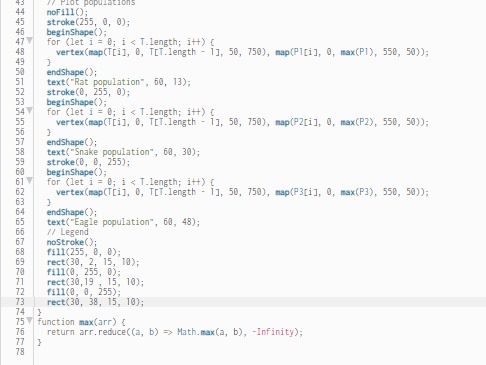 43 // Plot populations
44 noFill();
45 stroke(255, 0, 0);
46 beginShape();
47 for (let i = 0; i < T.length; i++) {
48 vertex(map(T[i], 0, T[T.length - 1], 50, 750), map(P1[i], 0, max(P1), 550, 50));
49 }
50 endShape();
51 text("Rat population", 60, 13);
52 stroke(0, 255, 0);
53 beginShape();
54 for (let i = 0; i < T.length; i++) {
55 vertex(map(T[i], 0, T[T.length - 1], 50, 750), map(P2[i], 0, max(P2), 550, 50));
56 }
57 endShape();
58 text("Snake population", 60, 30);
59 stroke(0, 0, 255);
60 beginShape();
61 for (let i = 0; i < T.length; i++) {
62 vertex(map(T[i], 0, T[T.length - 1], 50, 750), map(P3[i], 0, max(P3), 550, 50));
63 }
64 endShape();
65 text("Eagle population", 60, 48);
66 // Legend
67 noStroke();
68 fill(255, 0, 0);
69 rect(30, 2, 15, 10);
70 fill(0, 255, 0);
71 rect(30,19 , 15, 10);
72 fill(0, 0, 255);
73 rect(30, 38, 15, 10);
74 }
75 function max(arr) {
76 return arr.reduce((a, b) => Math.max(a, b), -Infinity);
77 }
78